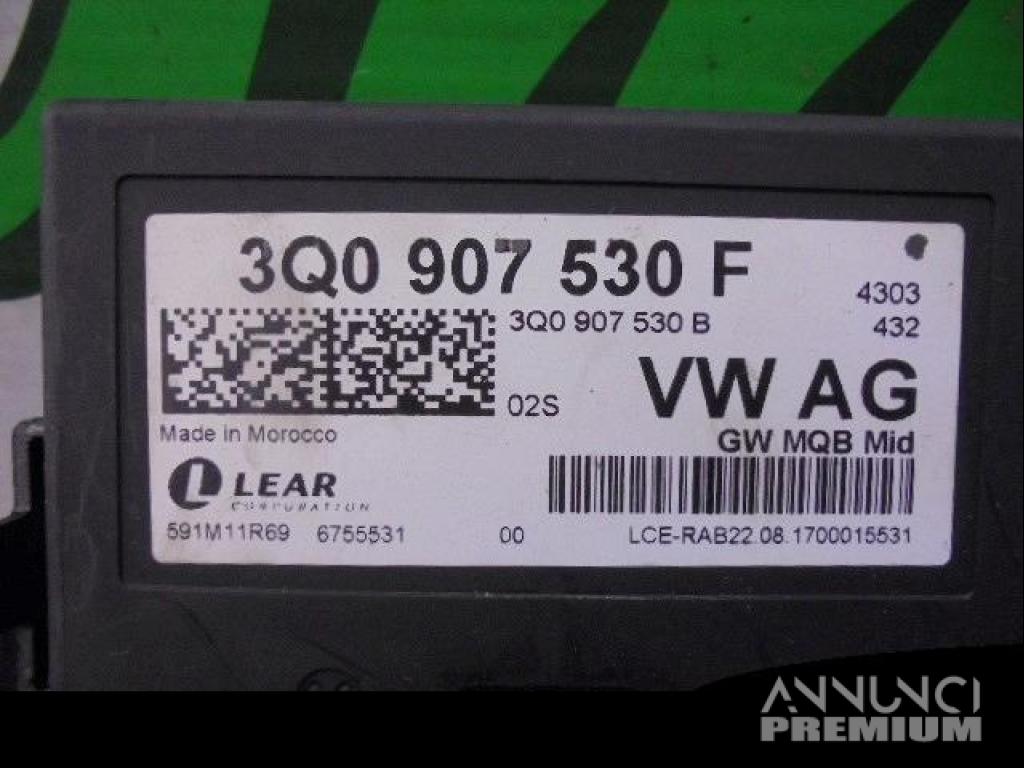 3Q0 907 530 F
4303
3Q0 907 530 B
432
02S
VW AG
Made in Morocco
GW MQB Mid
LEAR
CORPORATION
591M11R69 6755531 00 LCE-RAB22.08.1700015531
ANNUNCI
PREMIUM